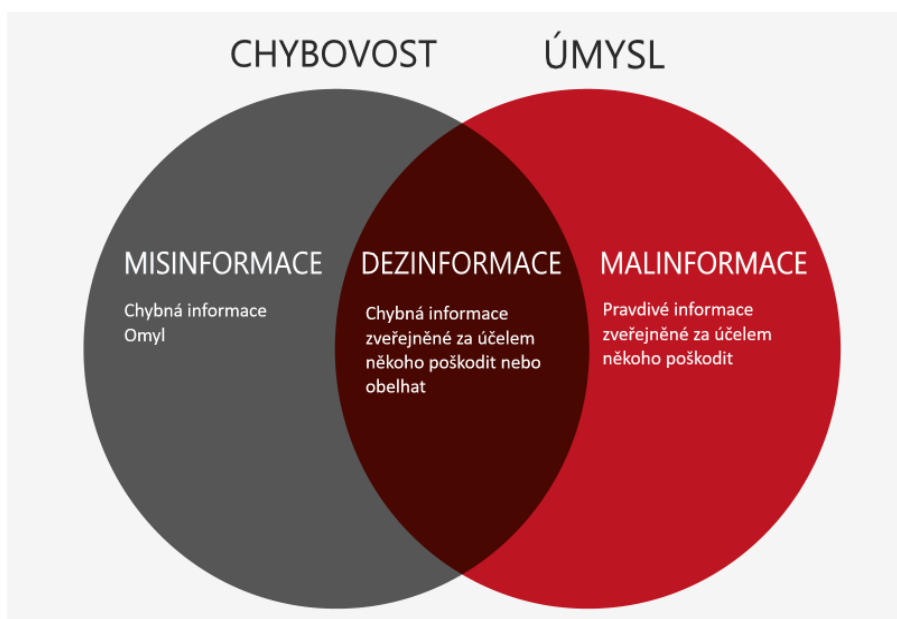 CHYBOVOST
ÚMYSL
MISINFORMACE
Chybná informace
Omyl
DEZINFORMACE
Chybná informace
zveřejněné za účelem
někoho poškodit nebo
obelhat
MALINFORMACE
Pravdivé informace
zveřejněné za účelem
někoho poškodit